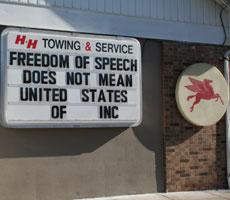 H&H TOWING & SERVICE
FREEDOM OF SPEECH
DOES NOT MEAN
UNITED STATES
OF INC